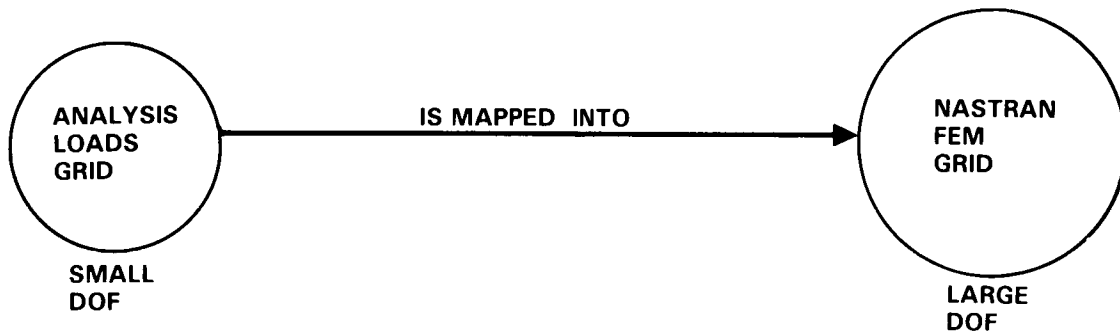 ANALYSIS
LOADS
GRID
IS MAPPED INTO
NASTRAN
FEM
GRID
SMALL
DOF
LARGE
DOF